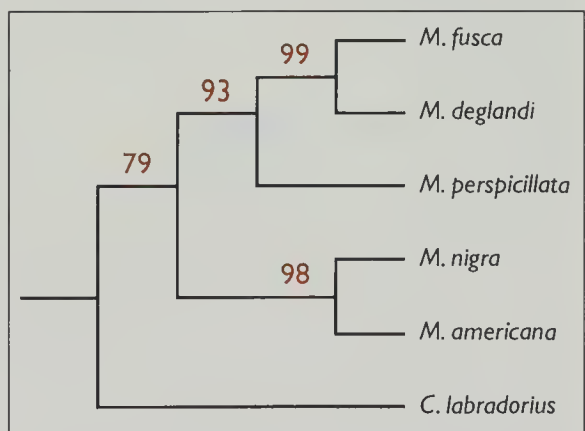 99
M. fusca
93
M. deglandi
79
M. perspicillata
98
M. nigra
M. americana
C. labradorius